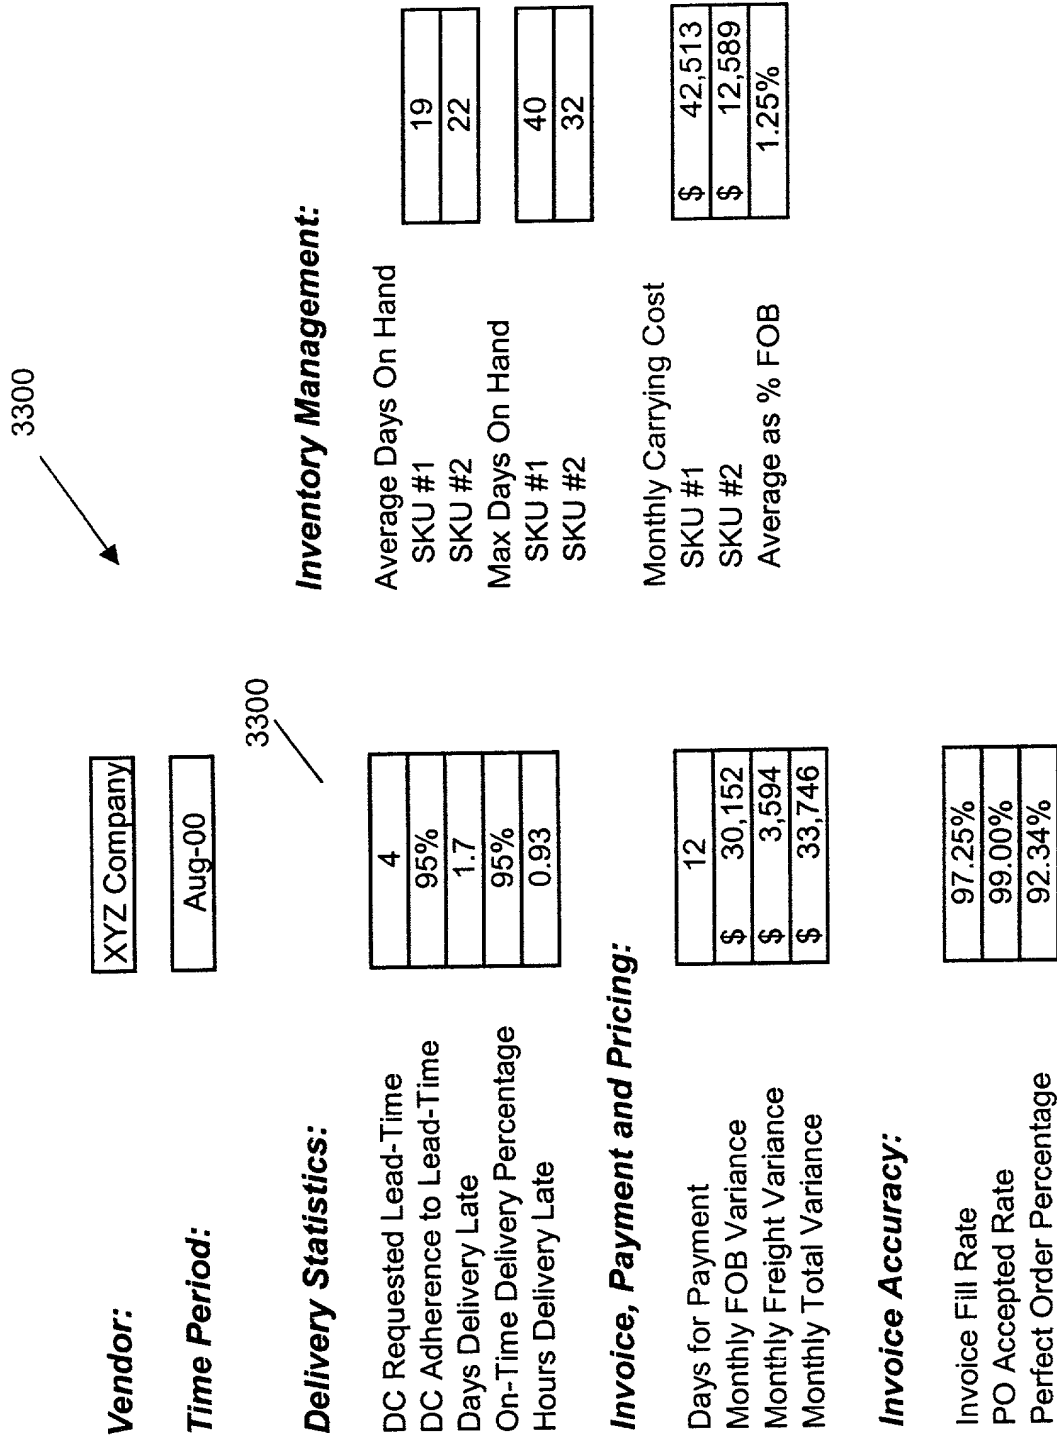 3300
Vendor: XYZ Company
Time Period: Aug-00
3300
Delivery Statistics:
DC Requested Lead-Time 4
DC Adherence to Lead-Time 95%
Days Delivery Late 1.7
On-Time Delivery Percentage 95%
Hours Delivery Late 0.93
Invoice, Payment and Pricing:
Days for Payment 12
Monthly FOB Variance $ 30,152
Monthly Freight Variance $ 3,594
Monthly Total Variance $ 33,746
Invoice Accuracy:
Invoice Fill Rate 97.25%
PO Accepted Rate 99.00%
Perfect Order Percentage 92.34%
Inventory Management:
Average Days On Hand
SKU #1 19
SKU #2 22
Max Days On Hand
SKU #1 40
SKU #2 32
Monthly Carrying Cost
SKU #1 $ 42,513
SKU #2 $ 12,589
Average as % FOB 1.25%